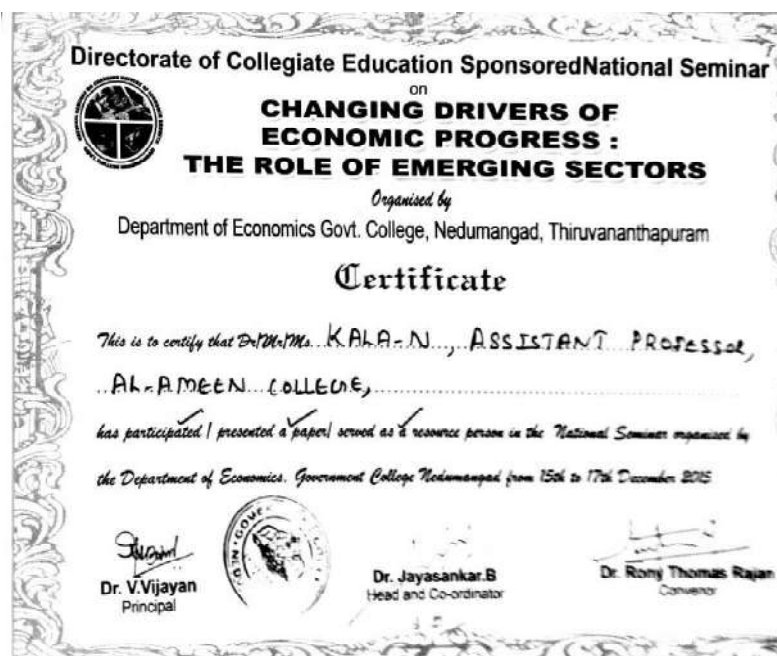 Directorate of Collegiate Education SponsoredNational Seminar
on
CHANGING DRIVERS OF
ECONOMIC PROGRESS :
THE ROLE OF EMERGING SECTORS
Organised by
Department of Economics Govt. College, Nedumangad, Thiruvananthapuram
Certificate
This is to certify that Dr/Mr/Ms. KALA-N, ASSISTANT PROFESSOR,
AL-AMEEN COLLEGE,
has participated / presented a paper/ served as a resource person in the National Seminar organised by
the Department of Economics. Government College Nedumangad from 15th to 17th December 2015
Dr. V.Vijayan
Principal
Dr. Jayasankar.B
Head and Co-ordinator
Dr. Rony Thomas Rajan
Convenor